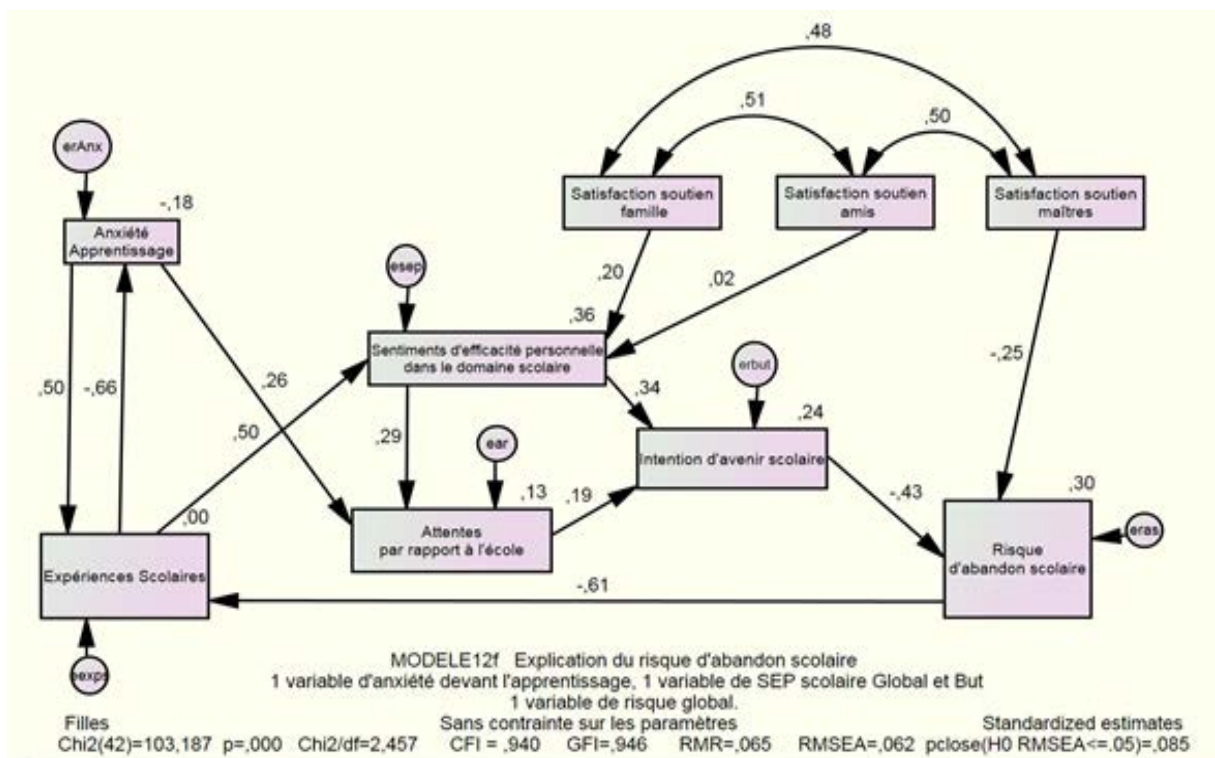 ,48
,51
,50
erAnx
-,18
Satisfaction soutien
famille
Satisfaction soutien
amis
Satisfaction soutien
maîtres
Anxiété
Apprentissage
esep
,20
,02
,36
Sentiments d'efficacité personnelle
dans le domaine scolaire
-,25
erbut
,50
-,66
,26
,34
,24
,50
,29
ear
Intention d'avenir scolaire
,13
,19
-,43
,30
,00
Attentes
par rapport à l'école
eras
Expériences Scolaires
Risque
d'abandon scolaire
-,61
MODELE12f Explication du risque d'abandon scolaire
1 variable d'anxiété devant l'apprentissage, 1 variable de SEP scolaire Global et But
1 variable de risque global.
Filles Sans contrainte sur les paramètres Standardized estimates
Chi2(42)=103,187 p=,000 Chi2/df=2,457 CFI = ,940 GFI=,946 RMR=,065 RMSEA=,062 pclose(H0 RMSEA<=,05)=,085